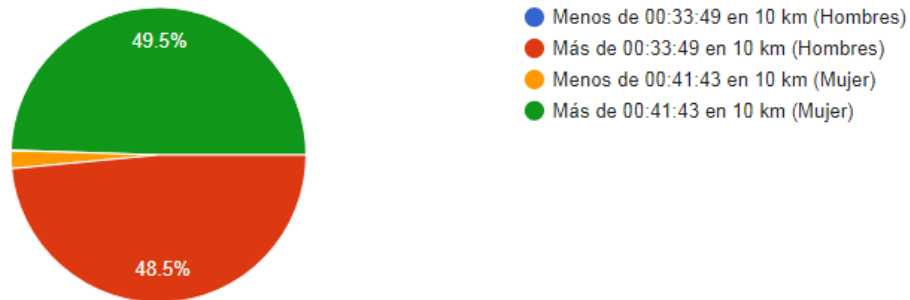 49.5%
48.5%
Menos de 00:33:49 en 10 km (Hombres)
Más de 00:33:49 en 10 km (Hombres)
Menos de 00:41:43 en 10 km (Mujer)
Más de 00:41:43 en 10 km (Mujer)